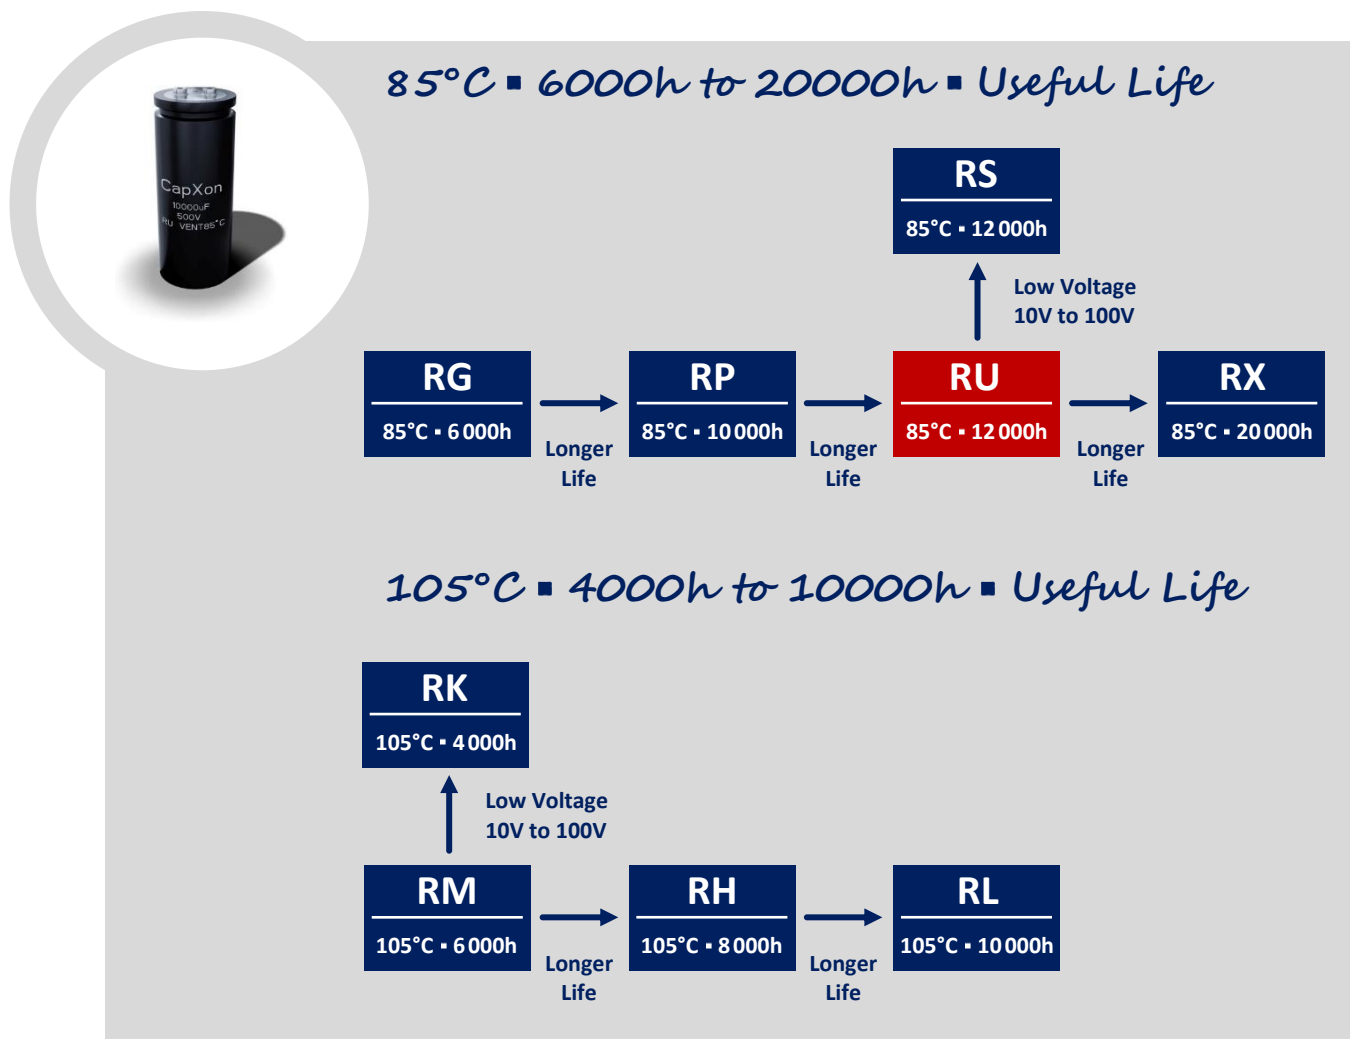 85°C ▪ 6000h to 20000h ▪ Useful Life
CapXon
10000uF
500V
RU VENT85°C
RS
85°C ▪ 12 000h
Low Voltage
10V to 100V
RG
85°C ▪ 6 000h
Longer
Life
RP
85°C ▪ 10 000h
Longer
Life
RU
85°C ▪ 12 000h
Longer
Life
RX
85°C ▪ 20 000h
105°C ▪ 4000h to 10000h ▪ Useful Life
RK
105°C ▪ 4 000h
Low Voltage
10V to 100V
RM
105°C ▪ 6 000h
Longer
Life
RH
105°C ▪ 8 000h
Longer
Life
RL
105°C ▪ 10 000h